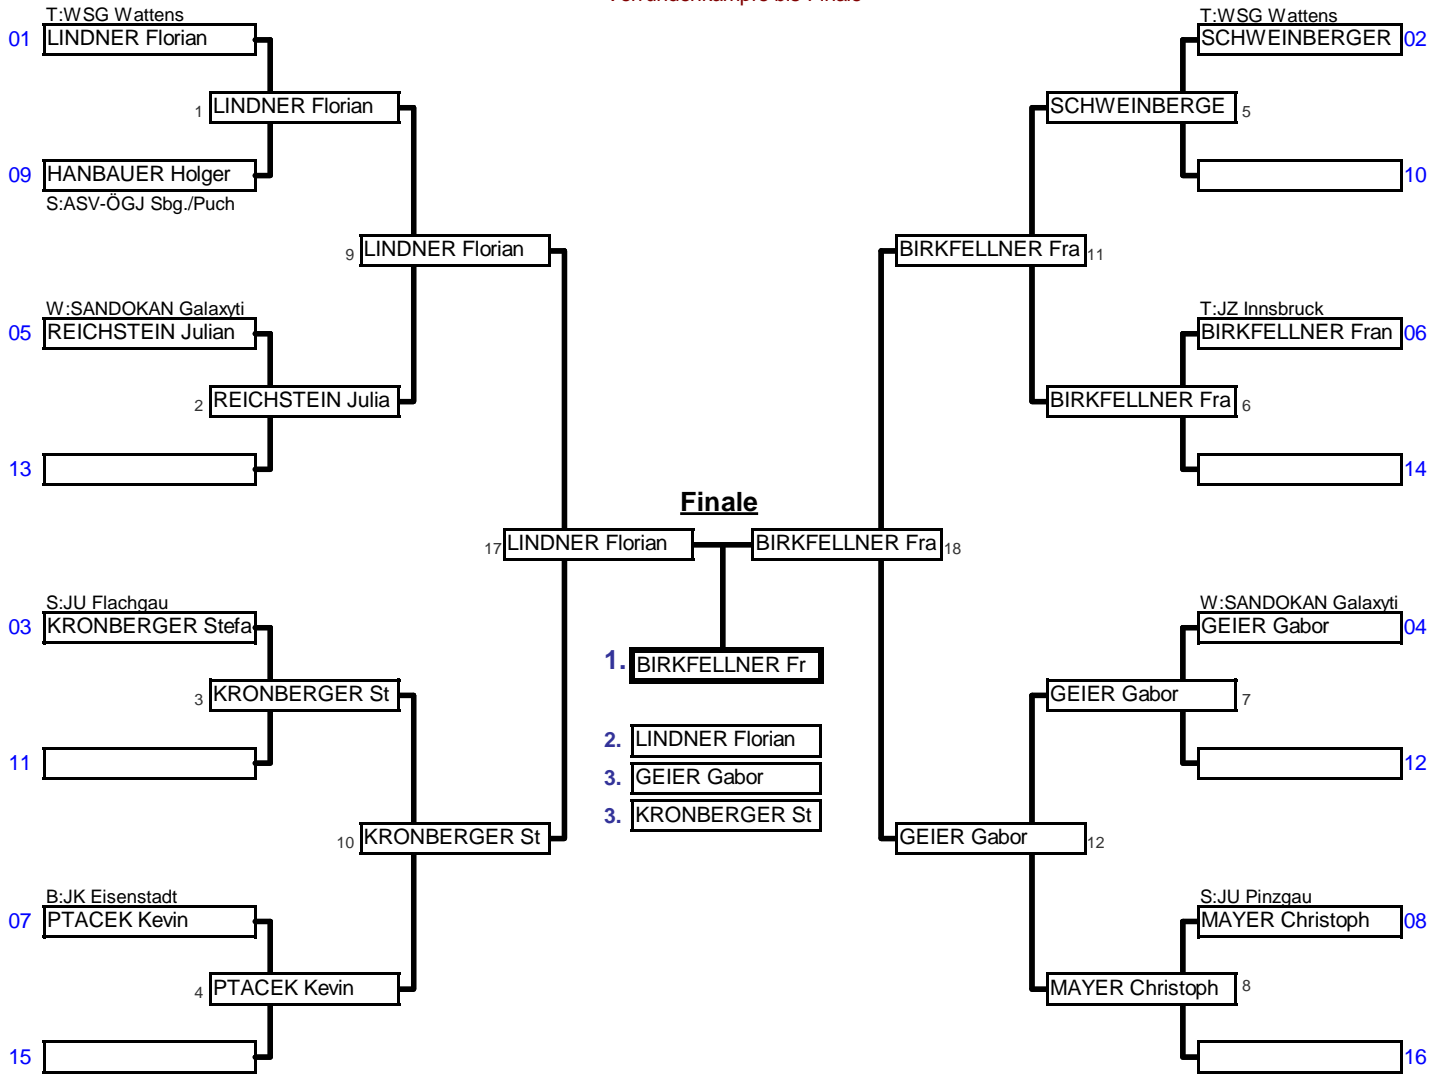 T:WSG Wattens
01 LINDNER Florian
1 LINDNER Florian
09 HANBAUER Holger
S:ASV-ÖGJ Sbg./Puch
9 LINDNER Florian
W:SANDOKAN Galaxyti
05 REICHSTEIN Julian
2 REICHSTEIN Julia
13
17 LINDNER Florian
S:JU Flachgau
03 KRONBERGER Stefa
3 KRONBERGER St
11
10 KRONBERGER St
B:JK Eisenstadt
07 PTACEK Kevin
4 PTACEK Kevin
15
Finale
1. BIRKFELLNER Fr
2. LINDNER Florian
3. GEIER Gabor
3. KRONBERGER St
T:WSG Wattens
SCHWEINBERGER 02
SCHWEINBERGE 5
10
BIRKFELLNER Fra 11
T:JZ Innsbruck
BIRKFELLNER Fran 06
BIRKFELLNER Fra 6
14
BIRKFELLNER Fra 18
W:SANDOKAN Galaxyti
GEIER Gabor 04
GEIER Gabor 7
12
GEIER Gabor 12
S:JU Pinzgau
MAYER Christoph 08
MAYER Christoph 8
16